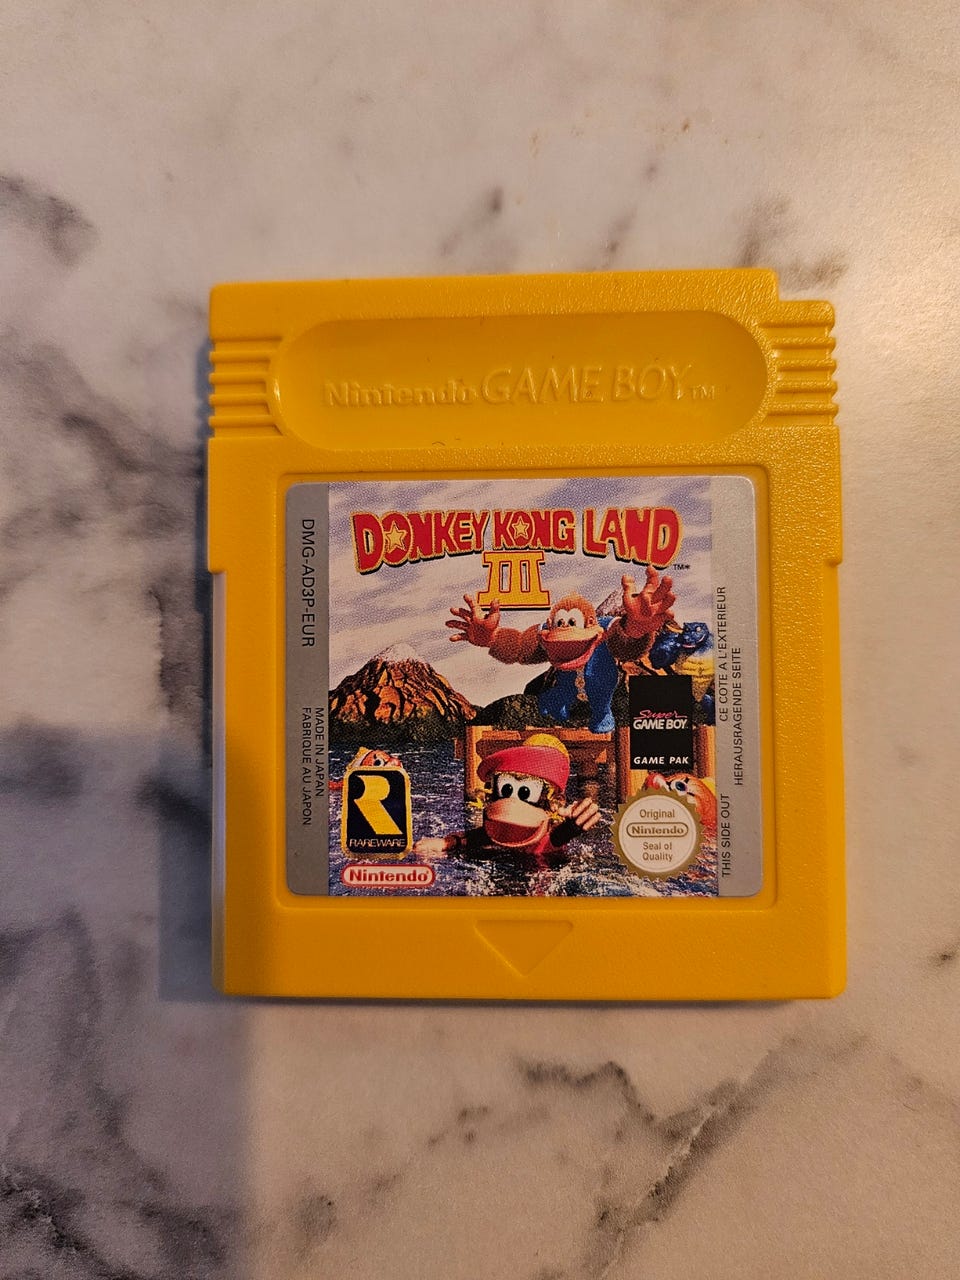 Nintendo GAME BOY TM
DONKEY KONG LAND
III
TM*
DMG-AD3P-EUR
MADE IN JAPAN
FABRIQUE AU JAPON
Super
GAME BOY
GAME PAK
R
RAREWARE
Nintendo
Original
Nintendo
Seal of
Quality
THIS SIDE OUT
CE COTE A L'EXTERIEUR
HERAUSRAGENDE SEITE